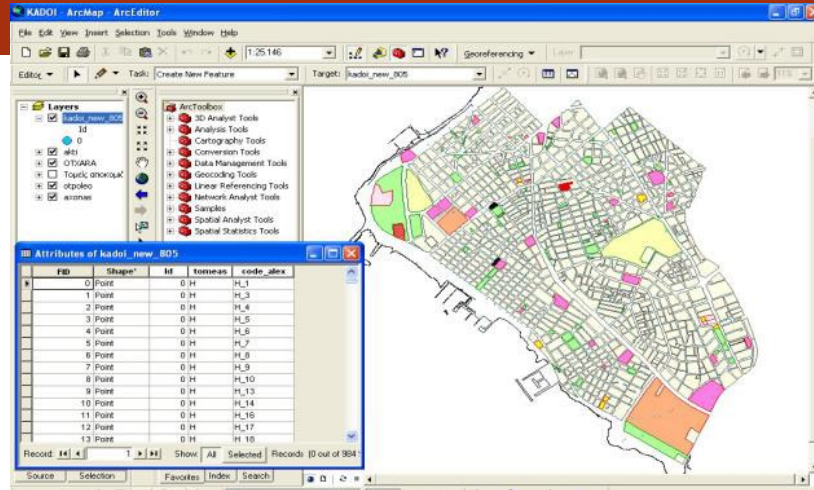 KADOI - ArcMap - ArcEditor
File Edit View Insert Selection Tools Window Help
1:25.146 Georeferencing Layer:
Editor Task: Create New Feature Target: kadoi_new_805
Layers
kadoi_new_805
Id
0
akti
OTXARA
Τομείς αποκομιδ
otpoleo
axonas
ArcToolbox
3D Analyst Tools
Analysis Tools
Cartography Tools
Conversion Tools
Data Management Tools
Geocoding Tools
Linear Referencing Tools
Network Analyst Tools
Samples
Spatial Analyst Tools
Spatial Statistics Tools
Attributes of kadoi_new_805
FID Shape* Id tomeas code_alex
0 Point 0 H H_1
1 Point 0 H H_3
2 Point 0 H H_4
3 Point 0 H H_5
4 Point 0 H H_6
5 Point 0 H H_7
6 Point 0 H H_8
7 Point 0 H H_9
8 Point 0 H H_10
9 Point 0 H H_13
10 Point 0 H H_14
11 Point 0 H H_16
12 Point 0 H H_17
13 Point 0 H H_18
Record: 1 Show: All Selected Records (0 out of 984
Source Selection Favorites Index Search